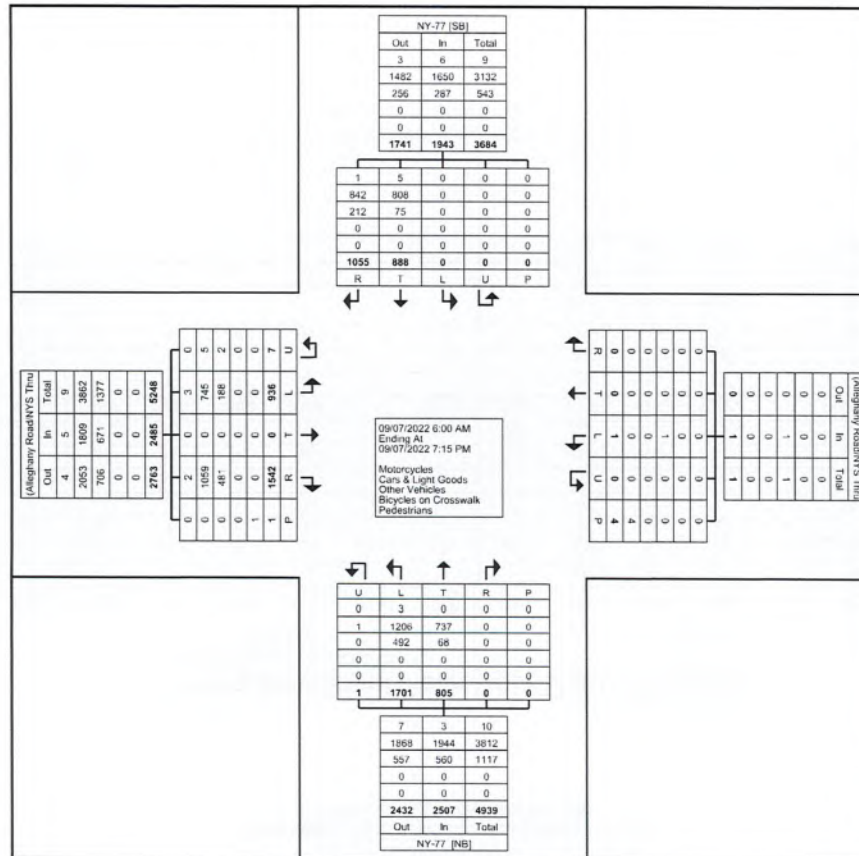 NY-77 [SB]
Out In Total
3 6 9
1482 1650 3132
256 287 543
0 0 0
0 0 0
1741 1943 3684
1 5 0 0 0
842 808 0 0 0
212 75 0 0 0
0 0 0 0 0
0 0 0 0 0
1055 888 0 0 0
R T L U P
(Alleghany Road/NYS Thru
Total 9 3862 1377 0 0 5248
In 5 1809 671 0 0 2485
Out 4 2053 706 0 0 2763
0 5 2 0 0 7 U
3 745 188 0 0 936 L
0 0 0 0 0 0 T
2 1059 481 0 0 1542 R
0 0 0 0 1 1 P
09/07/2022 6:00 AM
Ending At
09/07/2022 7:15 PM
Motorcycles
Cars & Light Goods
Other Vehicles
Bicycles on Crosswalk
Pedestrians
R 0 0 0 0 0 0
T 0 0 0 0 0 0
L 1 0 0 1 0 0
U 0 0 0 0 0 0
P 4 4 0 0 0 0
Out 0 0 0 0 0 0
In 1 0 0 1 0 0
Total 1 0 0 1 0 0
(Alleghany Road/NYS Thru
U L T R P
0 3 0 0 0
1 1206 737 0 0
0 492 68 0 0
0 0 0 0 0
0 0 0 0 0
1 1701 805 0 0
7 3 10
1868 1944 3812
557 560 1117
0 0 0
0 0 0
2432 2507 4939
Out In Total
NY-77 [NB]